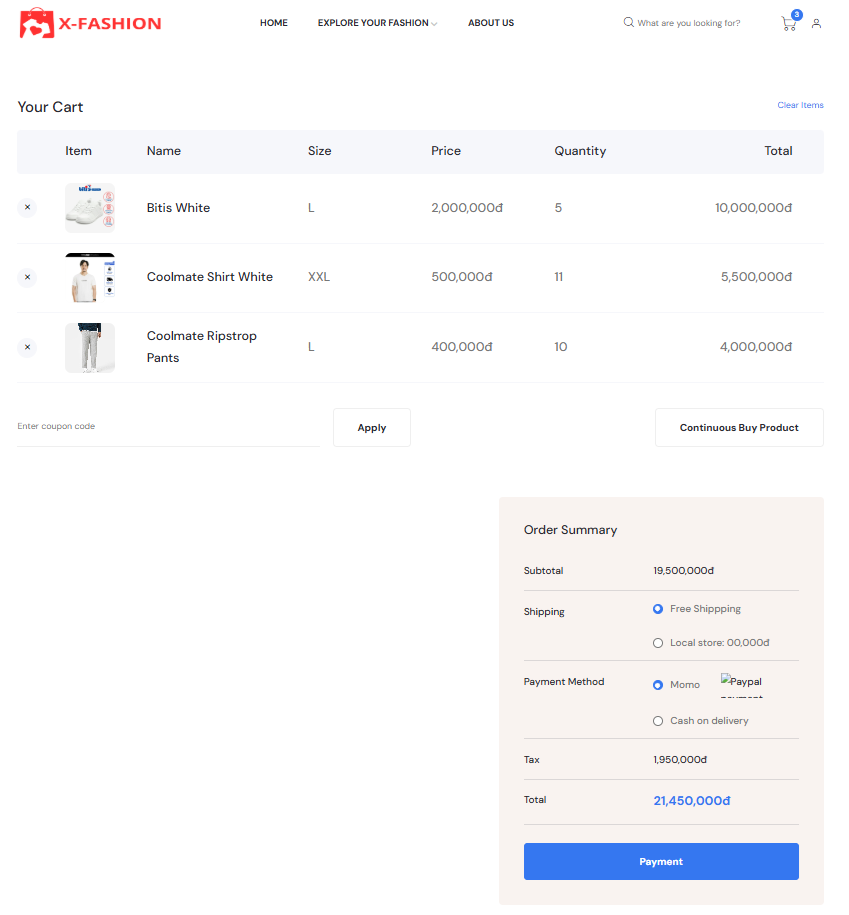 X-FASHION
HOME
EXPLORE YOUR FASHION
ABOUT US
What are you looking for?
3
Your Cart
Clear Items
Item Name Size Price Quantity Total
× Bitis White L 2,000,000đ 5 10,000,000đ
× Coolmate Shirt White XXL 500,000đ 11 5,500,000đ
× Coolmate Ripstrop
Pants
L 400,000đ 10 4,000,000đ
Enter coupon code
Apply
Continuous Buy Product
Order Summary
Subtotal 19,500,000đ
Shipping Free Shippping
Local store: 00,000đ
Payment Method Momo Paypal
payment
Cash on delivery
Tax 1,950,000đ
Total 21,450,000đ
Payment